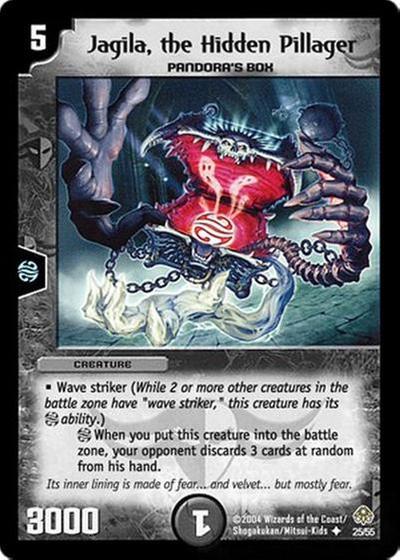 5 Jagila, the Hidden Pillager
PANDORA'S BOX
CREATURE
▪ Wave striker (While 2 or more other creatures in the
battle zone have "wave striker," this creature has its
ability.)
When you put this creature into the battle
zone, your opponent discards 3 cards at random
from his hand.
Its inner lining is made of fear... and velvet... but mostly fear.
3000
1
©2004 Wizards of the Coast/
Shogakukan/Mitsui-Kids
25/55